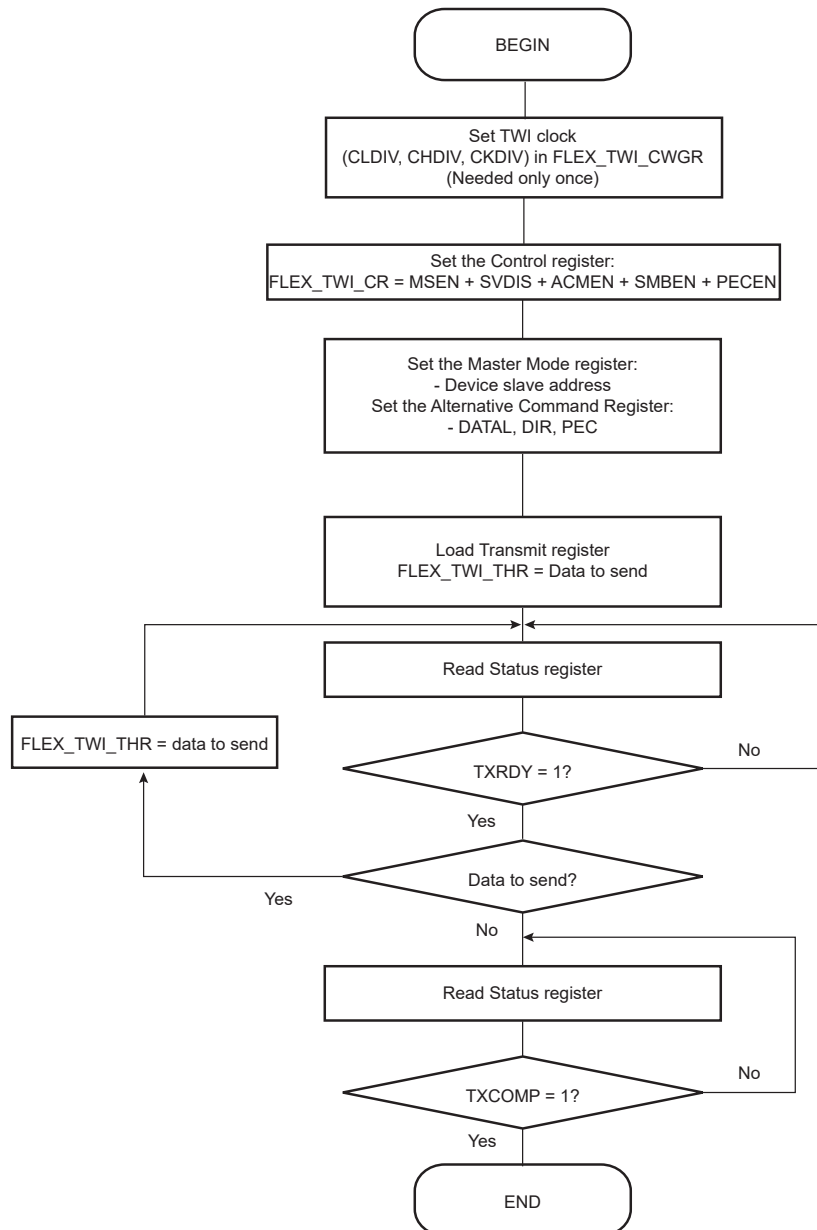 BEGIN
Set TWI clock
(CLDIV, CHDIV, CKDIV) in FLEX_TWI_CWGR
(Needed only once)
Set the Control register:
FLEX_TWI_CR = MSEN + SVDIS + ACMEN + SMBEN + PECEN
Set the Master Mode register:
- Device slave address
Set the Alternative Command Register:
- DATAL, DIR, PEC
Load Transmit register
FLEX_TWI_THR = Data to send
Read Status register
FLEX_TWI_THR = data to send
TXRDY = 1?
No
Yes
Data to send?
Yes
No
Read Status register
TXCOMP = 1?
No
Yes
END